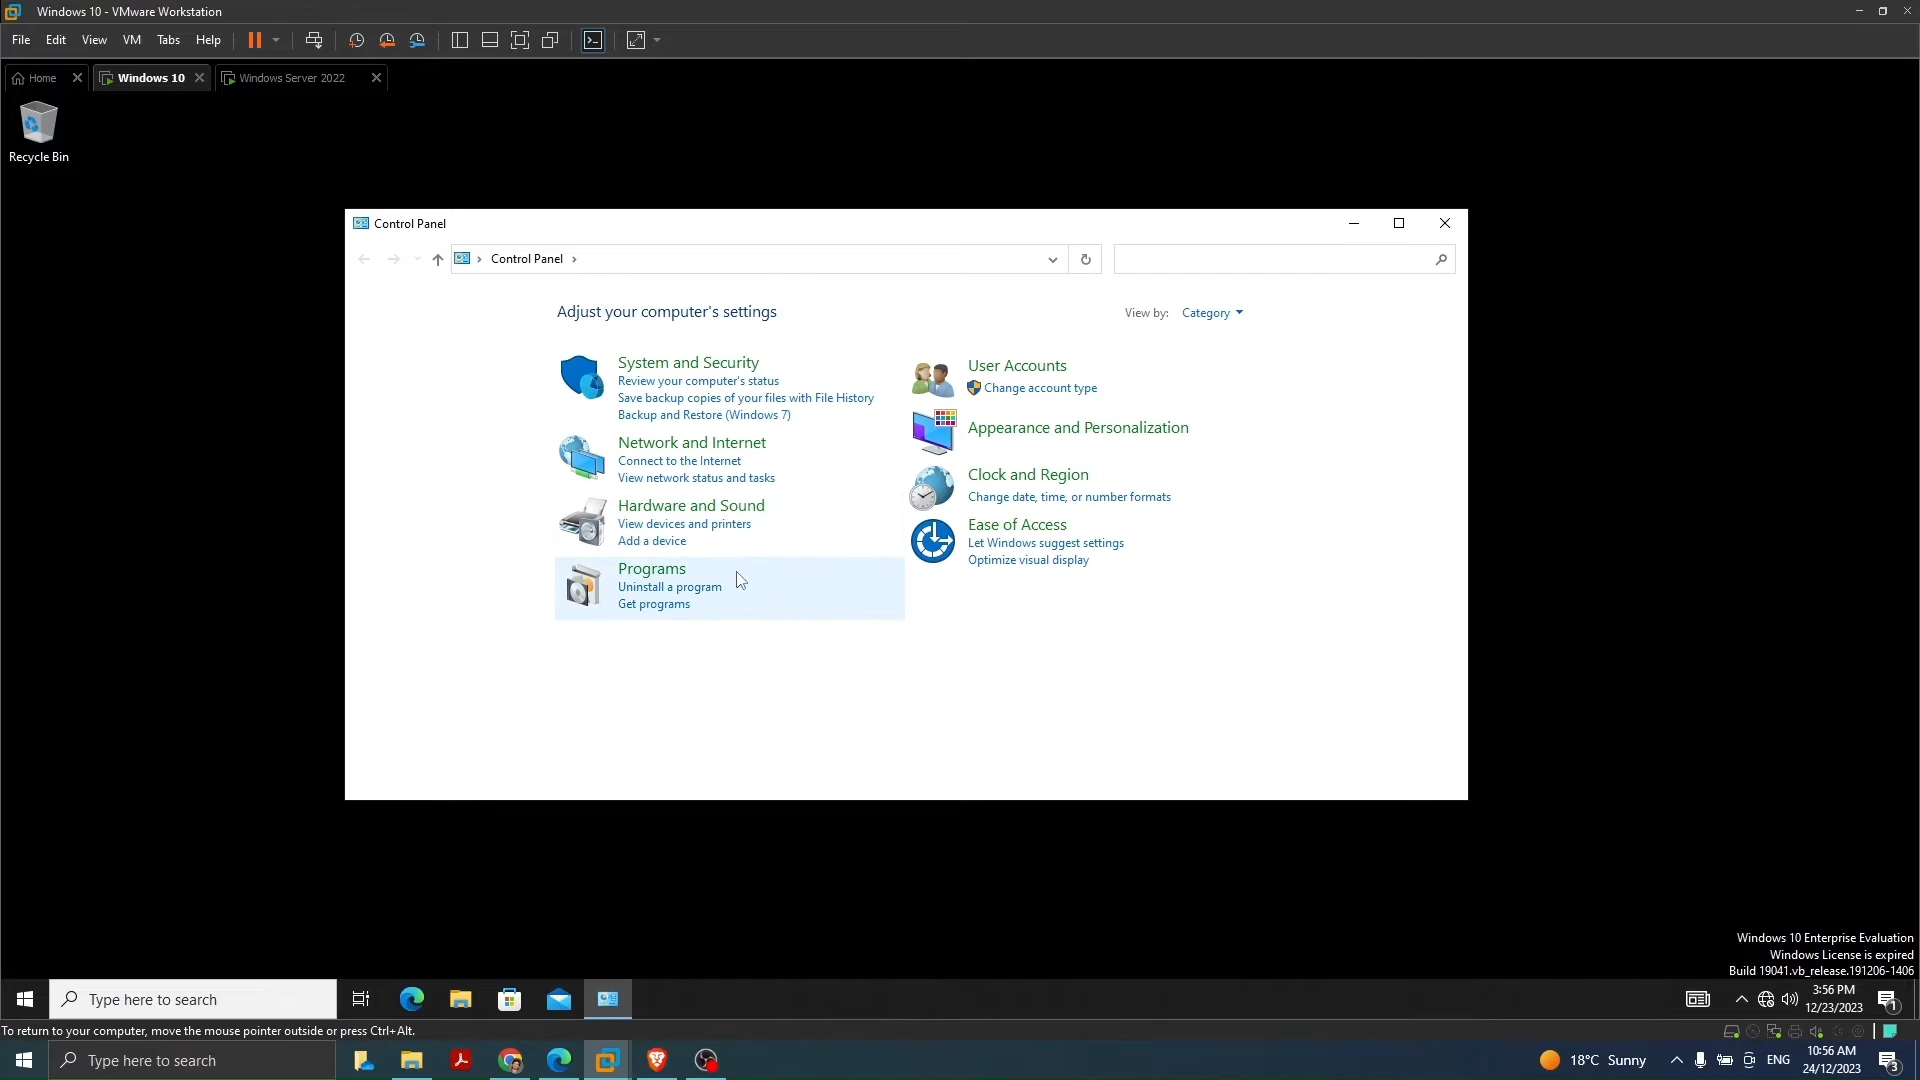 Windows 10 - VMware Workstation
File Edit View VM Tabs Help
Home
Windows 10
Windows Server 2022
Recycle Bin
Control Panel
Control Panel
Adjust your computer's settings
View by: Category
System and Security
Review your computer's status
Save backup copies of your files with File History
Backup and Restore (Windows 7)
Network and Internet
Connect to the Internet
View network status and tasks
Hardware and Sound
View devices and printers
Add a device
Programs
Uninstall a program
Get programs
User Accounts
Change account type
Appearance and Personalization
Clock and Region
Change date, time, or number formats
Ease of Access
Let Windows suggest settings
Optimize visual display
Windows 10 Enterprise Evaluation
Windows License is expired
Build 19041.vb_release.191206-1406
Type here to search
3:56 PM
12/23/2023
1
To return to your computer, move the mouse pointer outside or press Ctrl+Alt.
Type here to search
18°C Sunny
ENG
10:56 AM
24/12/2023
3